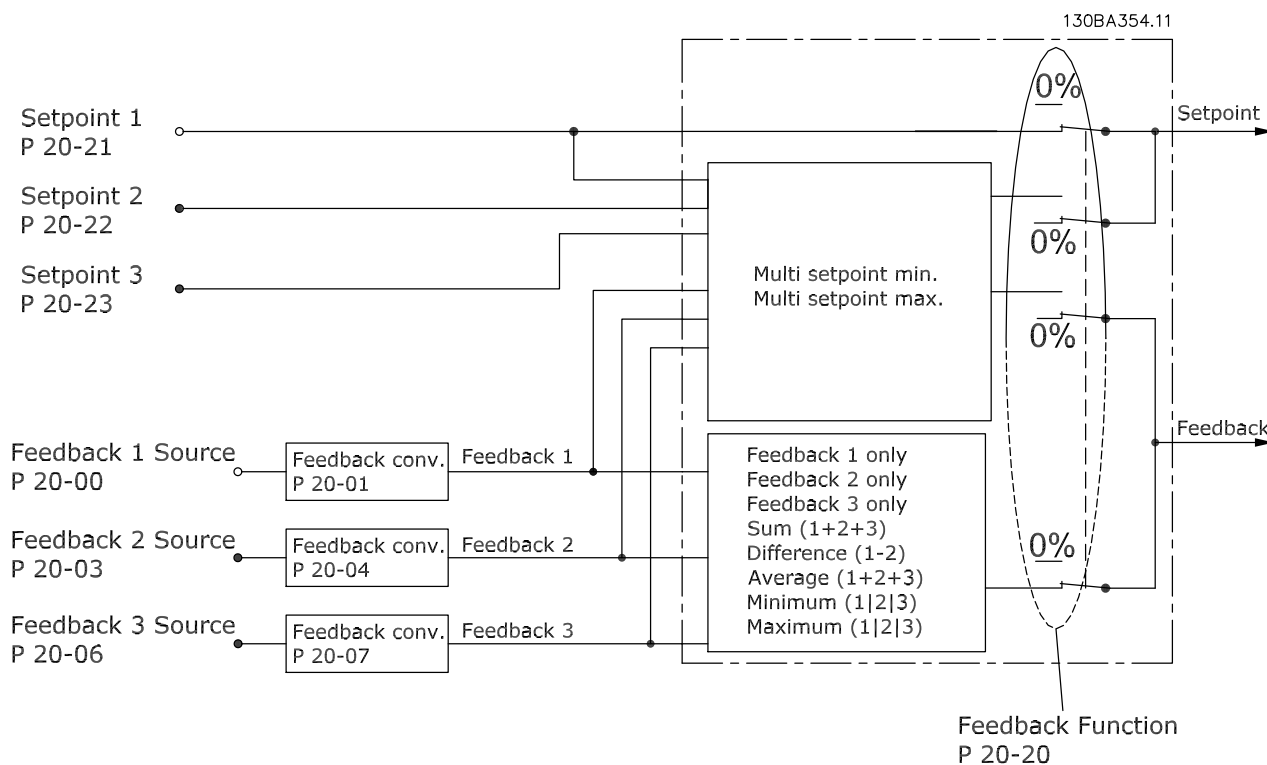 130BA354.11
0%
Setpoint 1
P 20-21
Setpoint
Setpoint 2
P 20-22
0%
Setpoint 3
P 20-23
Multi setpoint min.
Multi setpoint max.
0%
Feedback
Feedback 1 Source
P 20-00
Feedback conv.
P 20-01
Feedback 1
Feedback 1 only
Feedback 2 only
Feedback 3 only
Sum (1+2+3)
Difference (1-2)
Average (1+2+3)
Minimum (1|2|3)
Maximum (1|2|3)
0%
Feedback 2 Source
P 20-03
Feedback conv.
P 20-04
Feedback 2
Feedback 3 Source
P 20-06
Feedback conv.
P 20-07
Feedback 3
Feedback Function
P 20-20